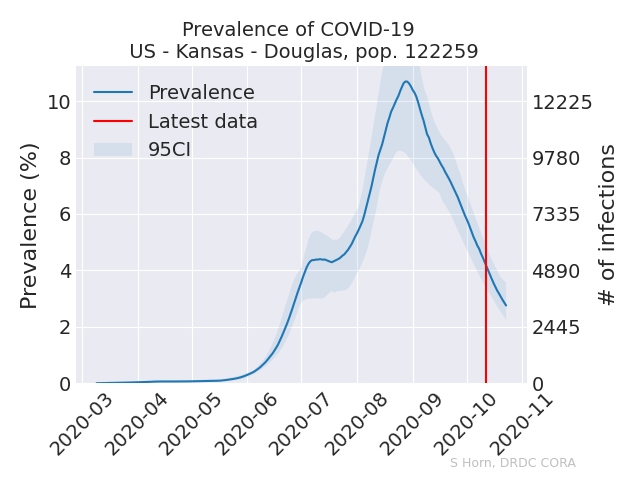 Prevalence of COVID-19
US - Kansas - Douglas, pop. 122259
Prevalence
Latest data
95CI
Prevalence (%)
10
8
6
4
2
0
12225
9780
7335
4890
2445
0
# of infections
2020-03
2020-04
2020-05
2020-06
2020-07
2020-08
2020-09
2020-10
2020-11
S Horn, DRDC CORA